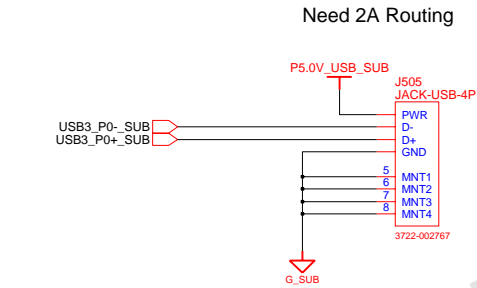 Need 2A Routing
P5.0V_USB_SUB
J505
JACK-USB-4P
PWR
USB3_P0-_SUB D-
USB3_P0+_SUB D+
GND
5 MNT1
6 MNT2
7 MNT3
8 MNT4
3722-002767
G_SUB